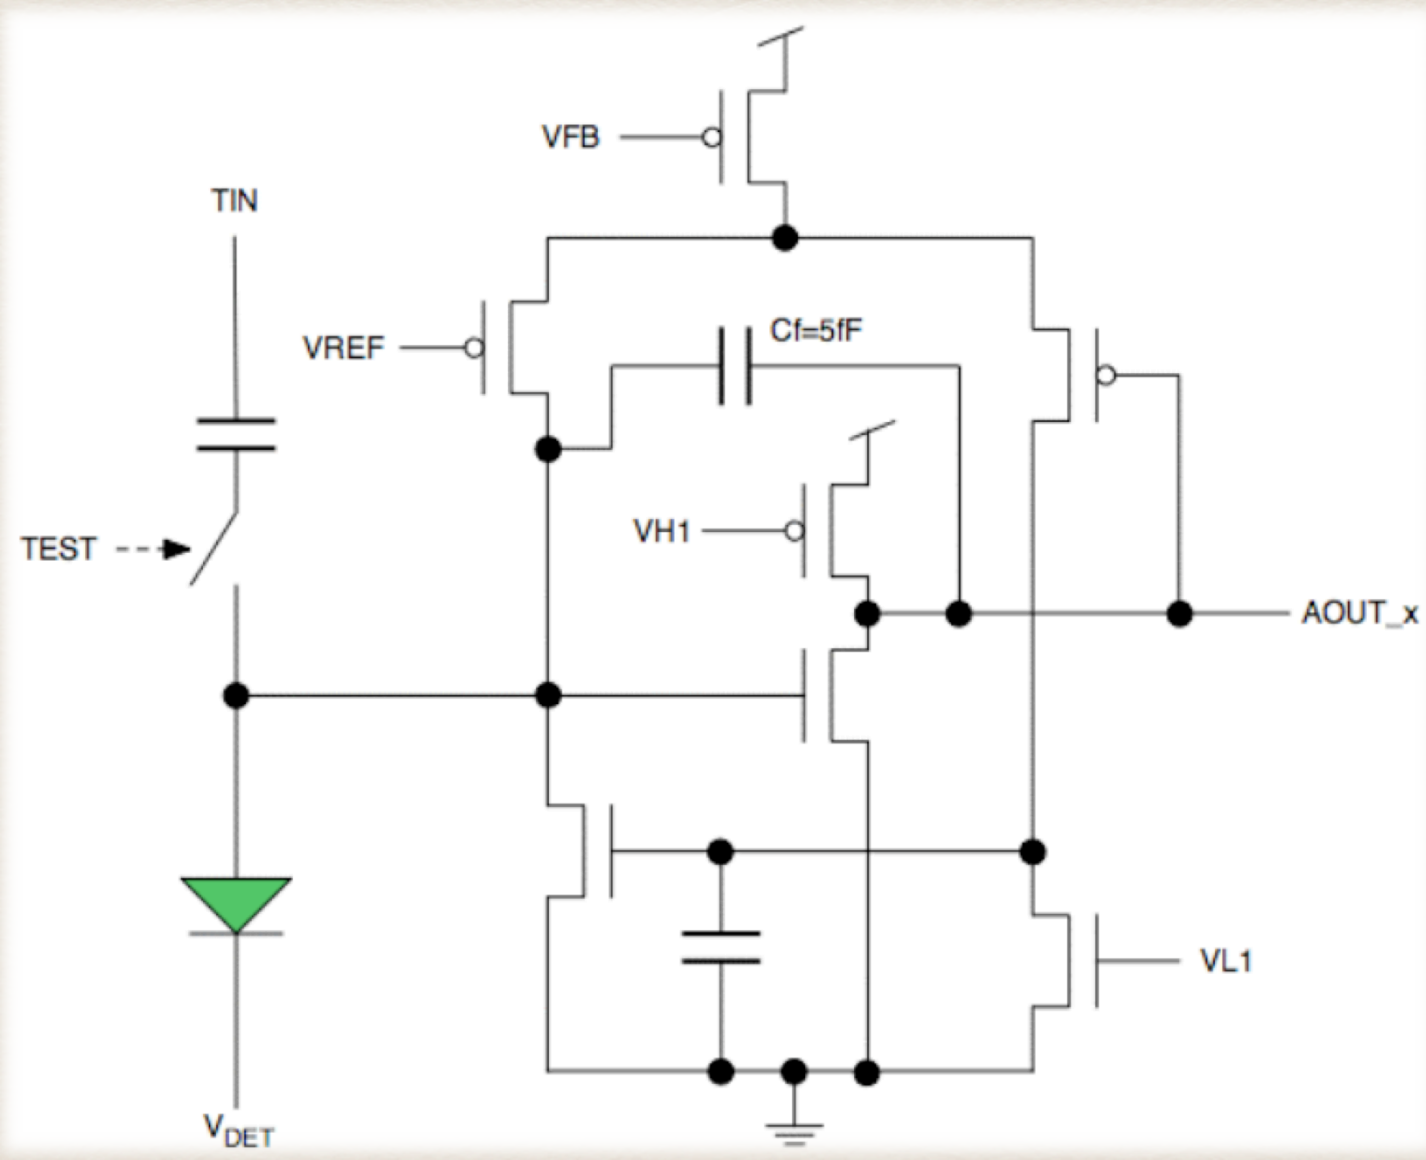 VFB
TIN
Cf=5fF
VREF
VH1
TEST
AOUT_x
VL1
VDET